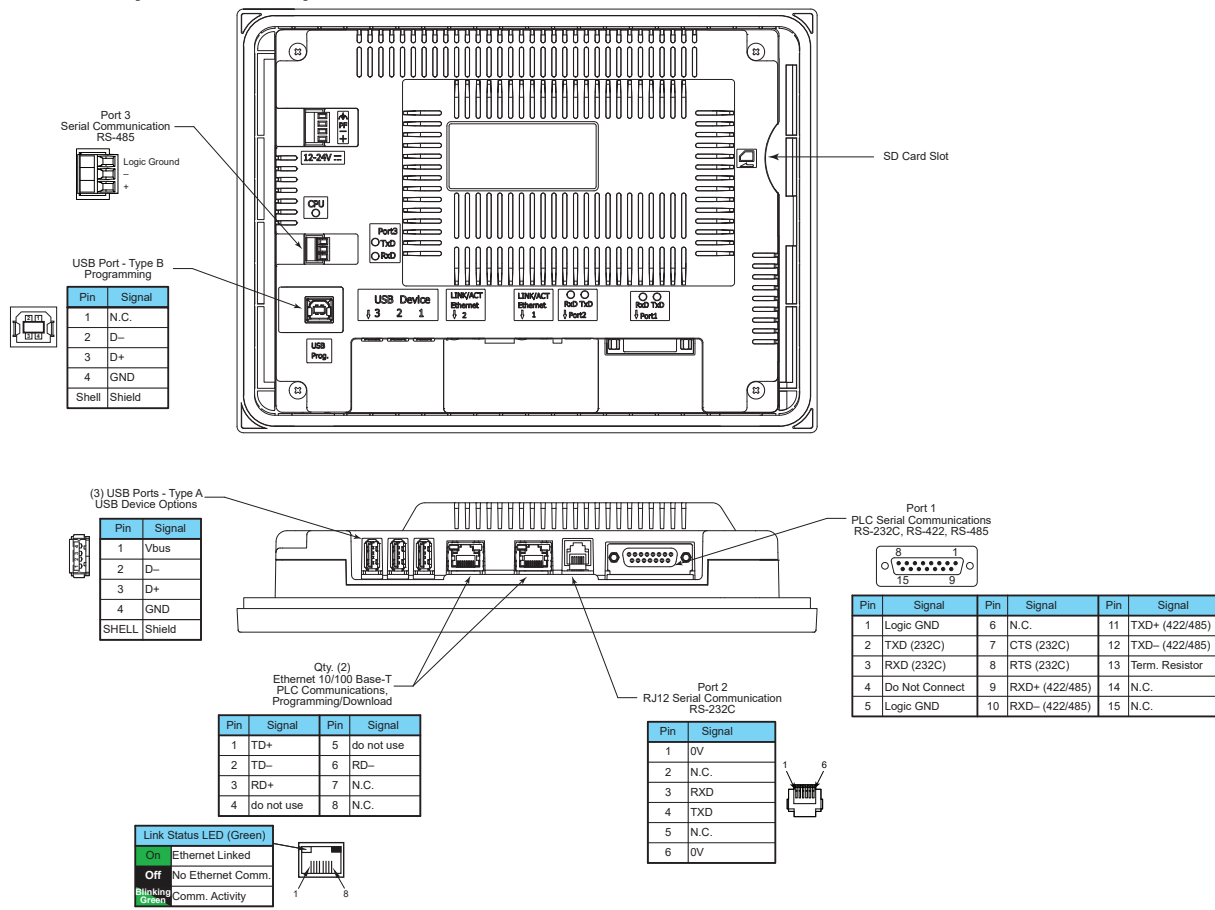 Port 3
Serial Communication
RS-485
Logic Ground
–
+
12-24V
CPU
Port3
TxD
RxD
SD Card Slot
USB Port - Type B
Programming
Pin Signal
1 N.C.
2 D–
3 D+
4 GND
Shell Shield
2 1
3 4
USB Device
3 2 1
LINK/ACT
Ethernet
2
LINK/ACT
Ethernet
1
RxD TxD
Port2
RxD TxD
Port1
USB
Prog.
(3) USB Ports - Type A
USB Device Options
Pin Signal
1 Vbus
2 D–
3 D+
4 GND
SHELL Shield
Port 1
PLC Serial Communications
RS-232C, RS-422, RS-485
8 1
15 9
Pin Signal Pin Signal Pin Signal
1 Logic GND 6 N.C. 11 TXD+ (422/485)
2 TXD (232C) 7 CTS (232C) 12 TXD– (422/485)
3 RXD (232C) 8 RTS (232C) 13 Term. Resistor
4 Do Not Connect 9 RXD+ (422/485) 14 N.C.
5 Logic GND 10 RXD– (422/485) 15 N.C.
Qty. (2)
Ethernet 10/100 Base-T
PLC Communications,
Programming/Download
Pin Signal Pin Signal
1 TD+ 5 do not use
2 TD– 6 RD–
3 RD+ 7 N.C.
4 do not use 8 N.C.
Port 2
RJ12 Serial Communication
RS-232C
Pin Signal
1 0V
2 N.C.
3 RXD
4 TXD
5 N.C.
6 0V
1 6
Link Status LED (Green)
On Ethernet Linked
Off No Ethernet Comm.
Blinking Green Comm. Activity
1 8